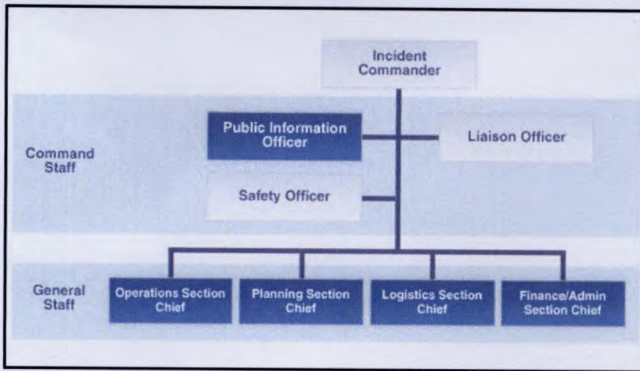 Incident
Commander
Public Information
Officer
Liaison Officer
Command
Staff
Safety Officer
General
Staff
Operations Section
Chief
Planning Section
Chief
Logistics Section
Chief
Finance/Admin
Section Chief